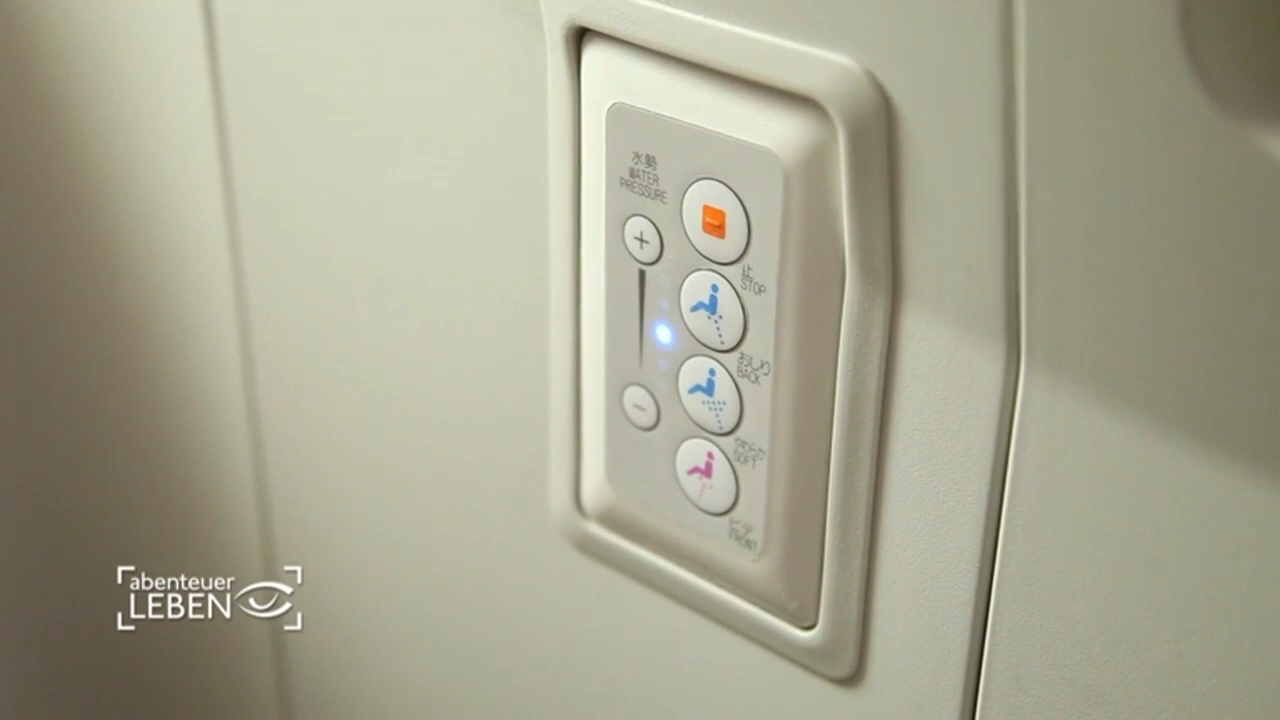 水勢
WATER
PRESSURE
+
止
STOP
おしり
BACK
−
やわらか
SOFT
ビデ
FRONT
abenteuer
LEBEN